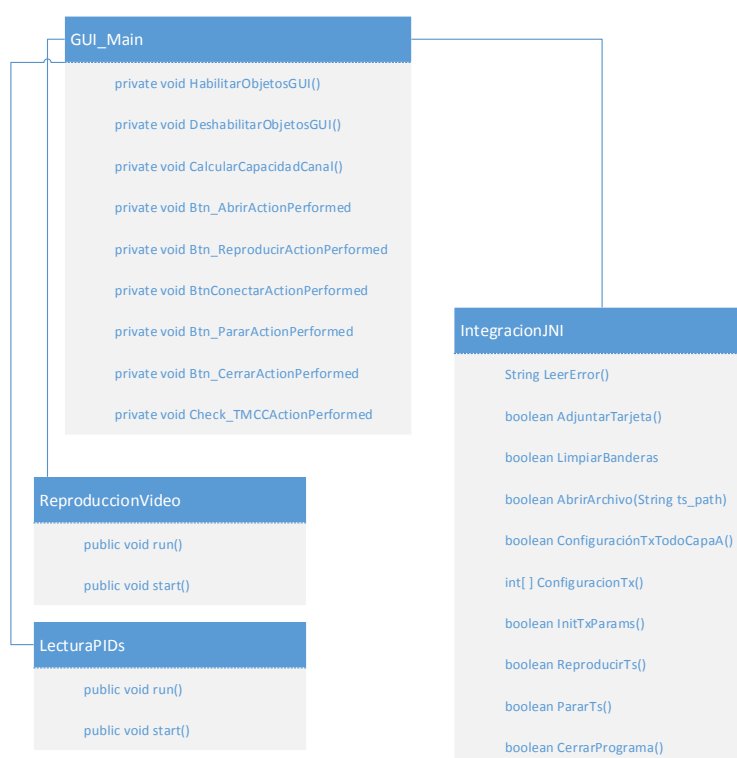 GUI_Main
private void HabilitarObjetosGUI()
private void DeshabilitarObjetosGUI()
private void CalcularCapacidadCanal()
private void Btn_AbrirActionPerformed
private void Btn_ReproducirActionPerformed
private void BtnConectarActionPerformed
private void Btn_PararActionPerformed
private void Btn_CerrarActionPerformed
private void Check_TMCCActionPerformed
ReproduccionVideo
public void run()
public void start()
LecturaPIDs
public void run()
public void start()
IntegracionJNI
String LeerError()
boolean AdjuntarTarjeta()
boolean LimpiarBanderas
boolean AbrirArchivo(String ts_path)
boolean ConfiguraciónTxTodoCapaA()
int[ ] ConfiguracionTx()
boolean InitTxParams()
boolean ReproducirTs()
boolean PararTs()
boolean CerrarPrograma()